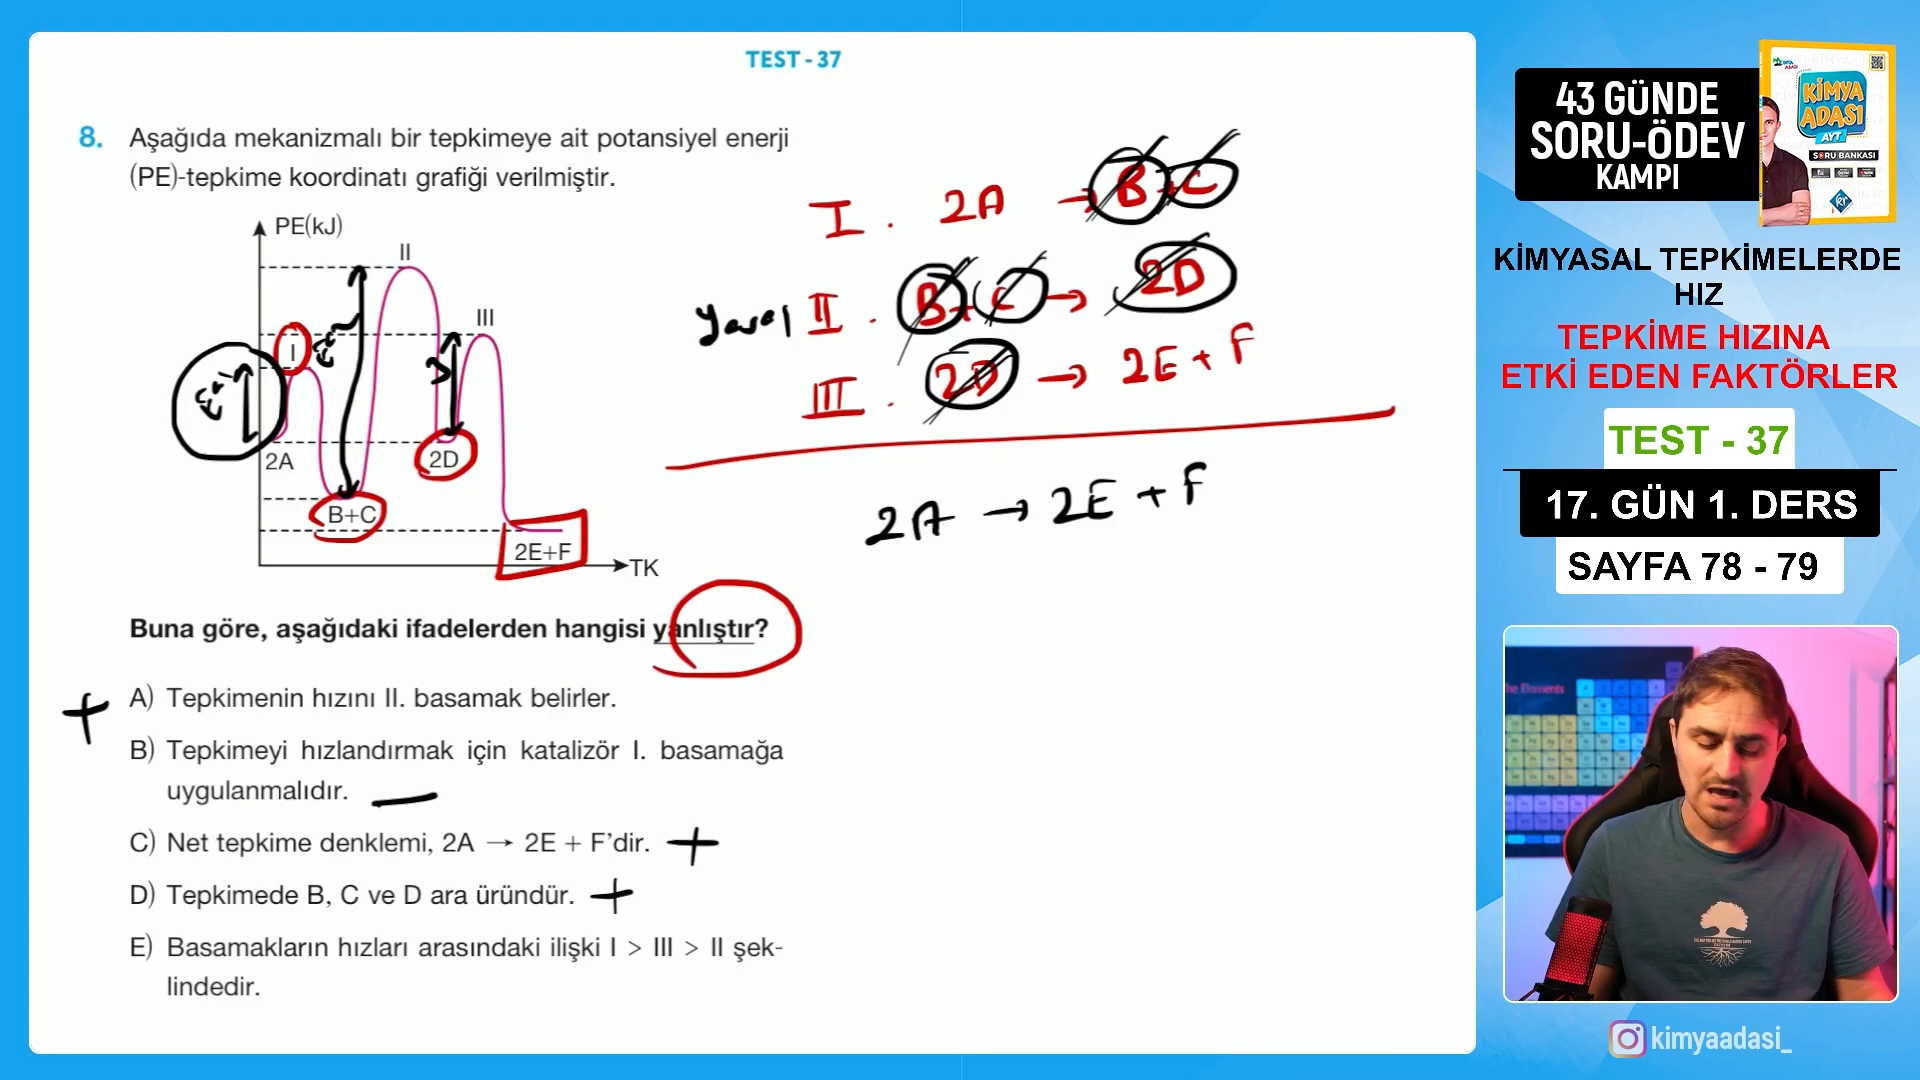 TEST - 37
8. Aşağıda mekanizmalı bir tepkimeye ait potansiyel enerji
(PE)-tepkime koordinatı grafiği verilmiştir.
PE(kJ)
II
III
I
Ea
Ea
2A
2D
B+C
2E+F
TK
I. 2A → B+C
Yavaş II. B+C → 2D
III. 2D → 2E + F
2A → 2E + F
Buna göre, aşağıdaki ifadelerden hangisi yanlıştır?
+ A) Tepkimenin hızını II. basamak belirler.
B) Tepkimeyi hızlandırmak için katalizör I. basamağa
uygulanmalıdır. —
C) Net tepkime denklemi, 2A → 2E + F'dir. +
D) Tepkimede B, C ve D ara üründür. +
E) Basamakların hızları arasındaki ilişki I > III > II şek-
lindedir.
43 GÜNDE
SORU-ÖDEV
KAMPI
KİMYA
ADASI
AYT
SORU BANKASI
KİMYASAL TEPKİMELERDE
HIZ
TEPKİME HIZINA
ETKİ EDEN FAKTÖRLER
TEST - 37
17. GÜN 1. DERS
SAYFA 78 - 79
he Elements
kimyaadasi_